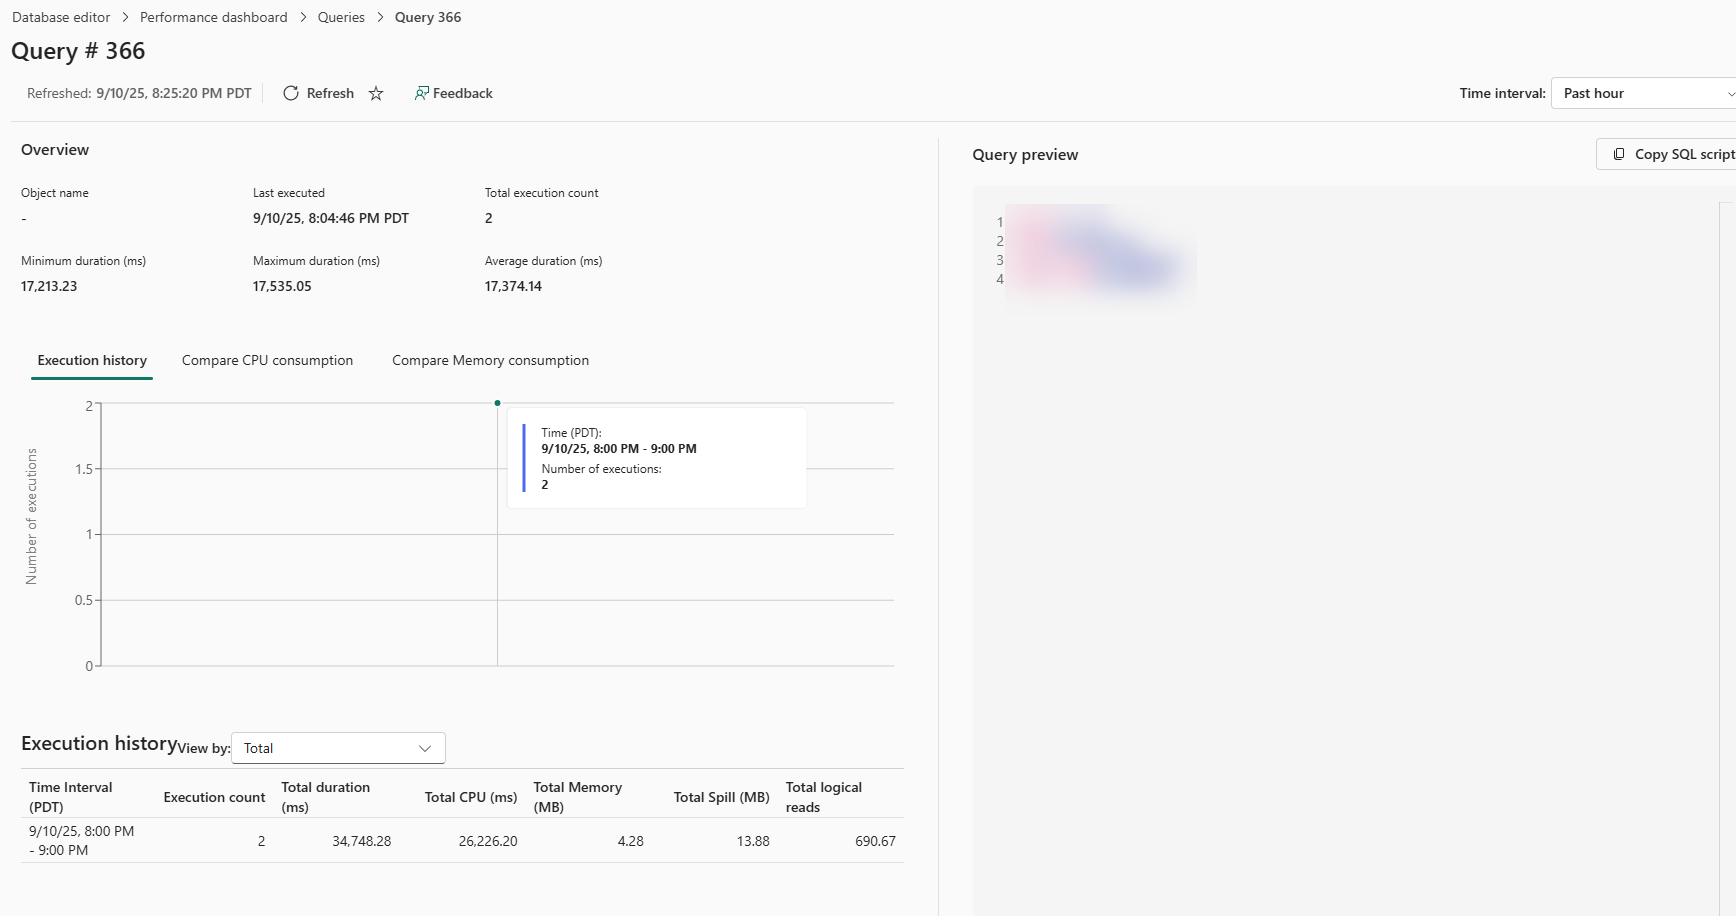 Database editor > Performance dashboard > Queries > Query 366
Query # 366
Refreshed: 9/10/25, 8:25:20 PM PDT Refresh Feedback
Time interval: Past hour
Overview
Object name Last executed Total execution count
- 9/10/25, 8:04:46 PM PDT 2
Minimum duration (ms) Maximum duration (ms) Average duration (ms)
17,213.23 17,535.05 17,374.14
Execution history Compare CPU consumption Compare Memory consumption
Number of executions
2
1.5
1
0.5
0
Time (PDT):
9/10/25, 8:00 PM - 9:00 PM
Number of executions:
2
Execution history View by: Total
Time Interval (PDT) Execution count Total duration (ms) Total CPU (ms) Total Memory (MB) Total Spill (MB) Total logical reads
9/10/25, 8:00 PM - 9:00 PM 2 34,748.28 26,226.20 4.28 13.88 690.67
Query preview
Copy SQL script
1
2
3
4